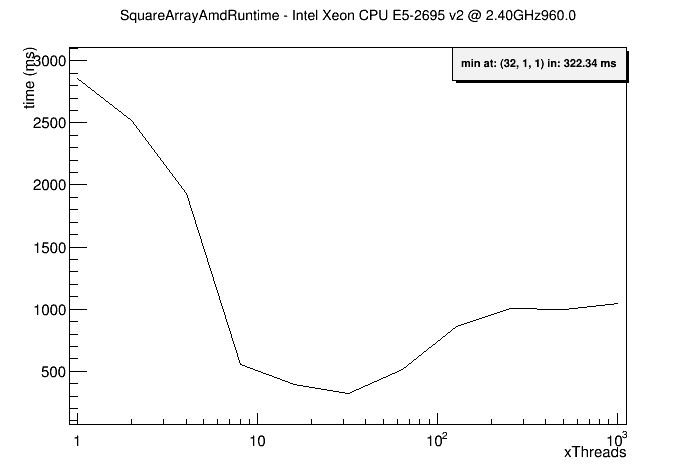 SquareArrayAmdRuntime - Intel Xeon CPU E5-2695 v2 @ 2.40GHz960.0
time (ms)
min at: (32, 1, 1) in: 322.34 ms
3000
2500
2000
1500
1000
500
1 10 10² 10³
xThreads